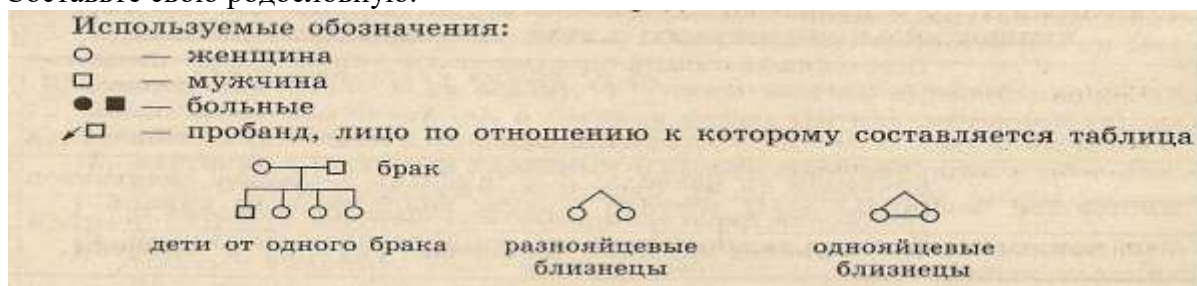 Составьте свою родословную.
Используемые обозначения:
— женщина
— мужчина
— больные
— пробанд, лицо по отношению к которому составляется таблица
брак
дети от одного брака
разнояйцевые
близнецы
однояйцевые
близнецы